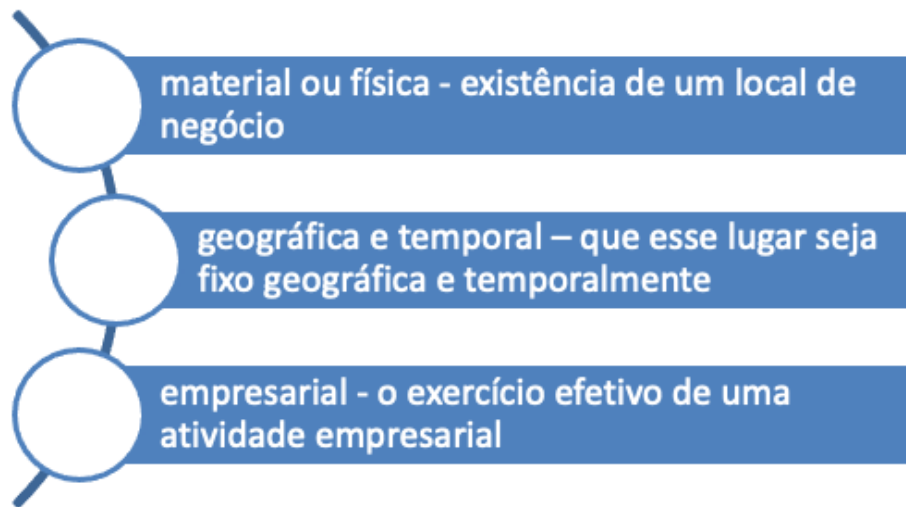 material ou física - existência de um local de
negócio
geográfica e temporal – que esse lugar seja
fixo geográfica e temporalmente
empresarial - o exercício efetivo de uma
atividade empresarial